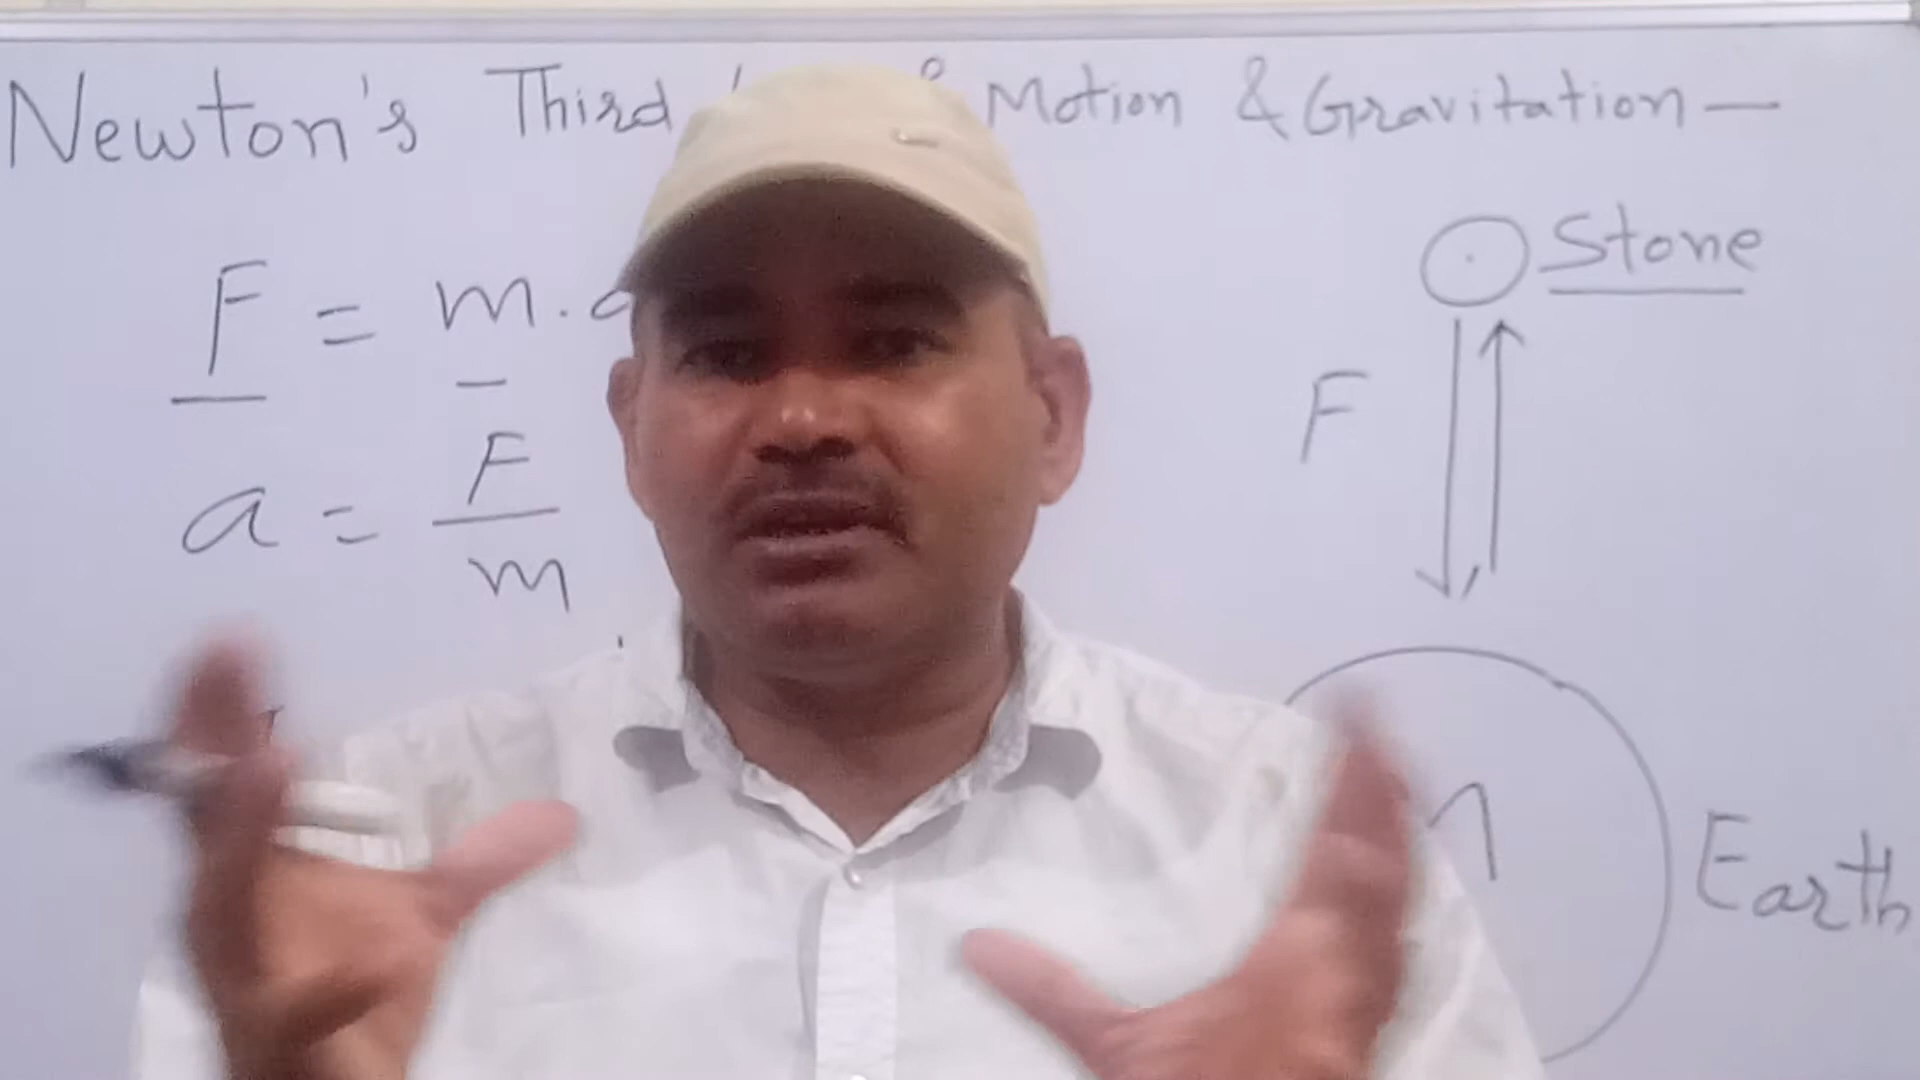 Newton's Third Motion & Gravitation —
F = m.
Stone
F
a = F
m
Earth